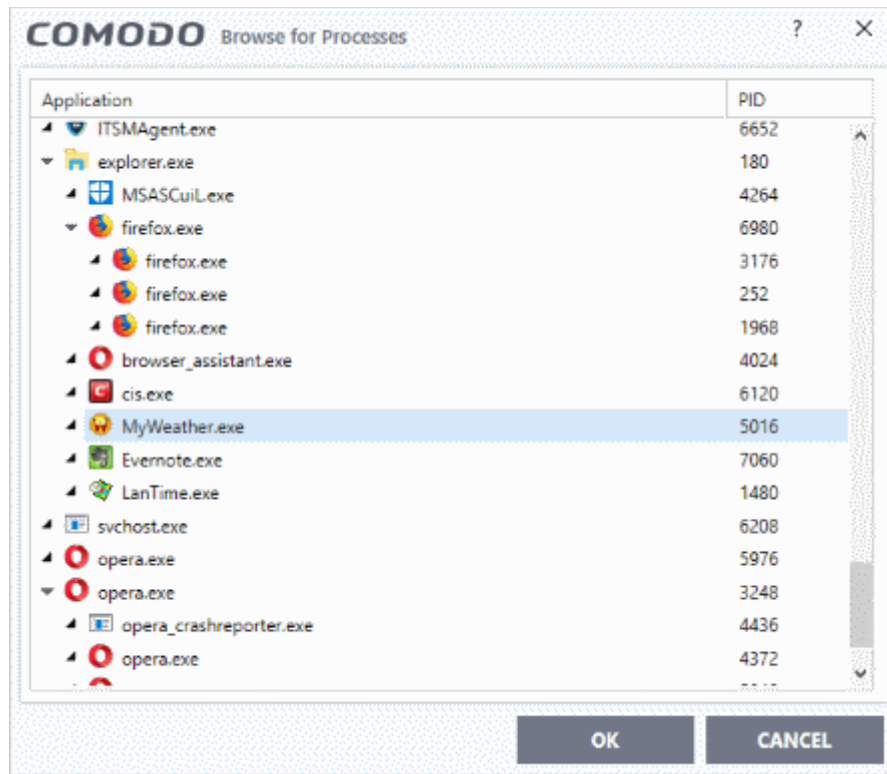 COMODO Browse for Processes ?
Application PID
ITSMAgent.exe 6652
explorer.exe 180
MSASCuiL.exe 4264
firefox.exe 6980
firefox.exe 3176
firefox.exe 252
firefox.exe 1968
browser_assistant.exe 4024
cis.exe 6120
MyWeather.exe 5016
Evernote.exe 7060
LanTime.exe 1480
svchost.exe 6208
opera.exe 5976
opera.exe 3248
opera_crashreporter.exe 4436
opera.exe 4372
OK CANCEL